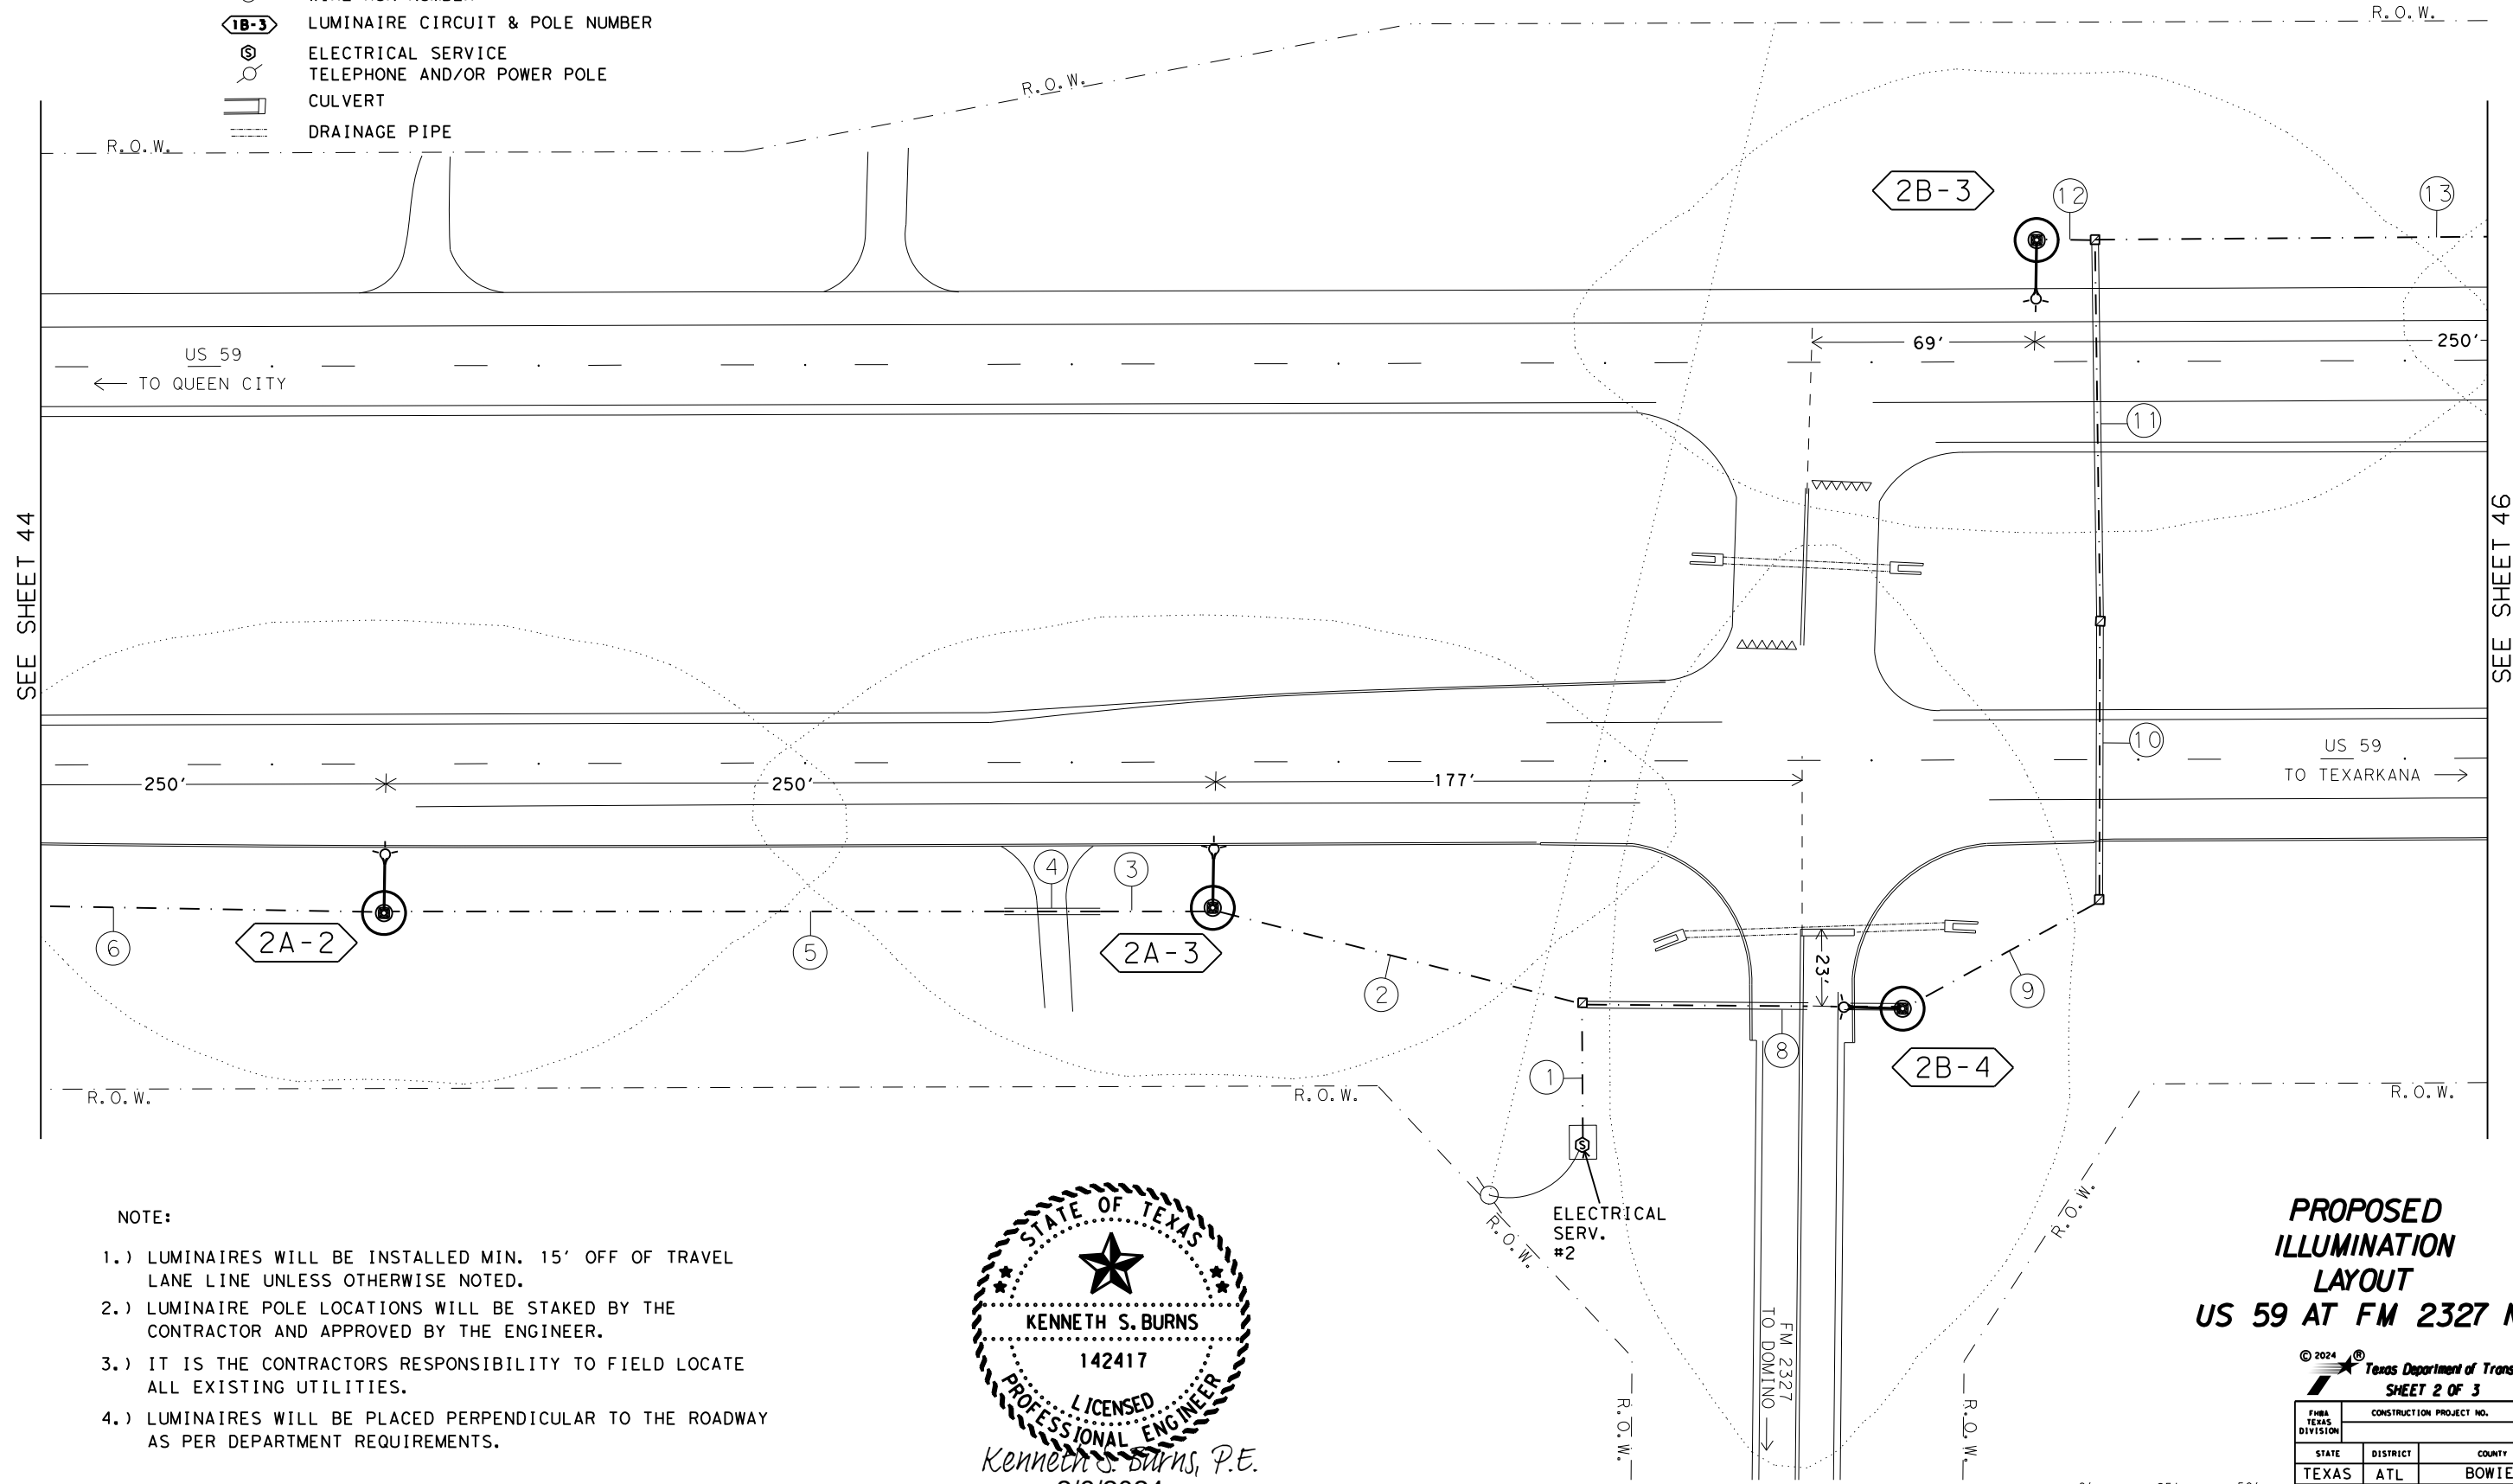 1B-3 LUMINAIRE CIRCUIT & POLE NUMBER
S ELECTRICAL SERVICE
TELEPHONE AND/OR POWER POLE
CULVERT
DRAINAGE PIPE
R.O.W.
R.O.W.
R.O.W.
2B-3
12
13
US 59
TO QUEEN CITY
69'
250'
11
SEE SHEET 44
SEE SHEET 46
10
US 59
TO TEXARKANA
250'
250'
177'
4
3
6
2A-2
5
2A-3
2
23'
9
8
2B-4
1
R.O.W.
R.O.W.
R.O.W.
S
ELECTRICAL
SERV.
#2
R.O.W.
R.O.W.
FM 2327
TO DOMINO
R.O.W.
R.O.W.
NOTE:
1.) LUMINAIRES WILL BE INSTALLED MIN. 15' OFF OF TRAVEL
LANE LINE UNLESS OTHERWISE NOTED.
2.) LUMINAIRE POLE LOCATIONS WILL BE STAKED BY THE
CONTRACTOR AND APPROVED BY THE ENGINEER.
3.) IT IS THE CONTRACTORS RESPONSIBILITY TO FIELD LOCATE
ALL EXISTING UTILITIES.
4.) LUMINAIRES WILL BE PLACED PERPENDICULAR TO THE ROADWAY
AS PER DEPARTMENT REQUIREMENTS.
STATE OF TEXAS
KENNETH S. BURNS
142417
LICENSED
PROFESSIONAL ENGINEER
Kenneth S. Burns, P.E.
PROPOSED
ILLUMINATION
LAYOUT
US 59 AT FM 2327
© 2024 ®
Texas Department of
SHEET 2 OF 3
FHWA
TEXAS
DIVISION
CONSTRUCTION PROJECT NO.
STATE DISTRICT COUNTY
TEXAS ATL BOWIE